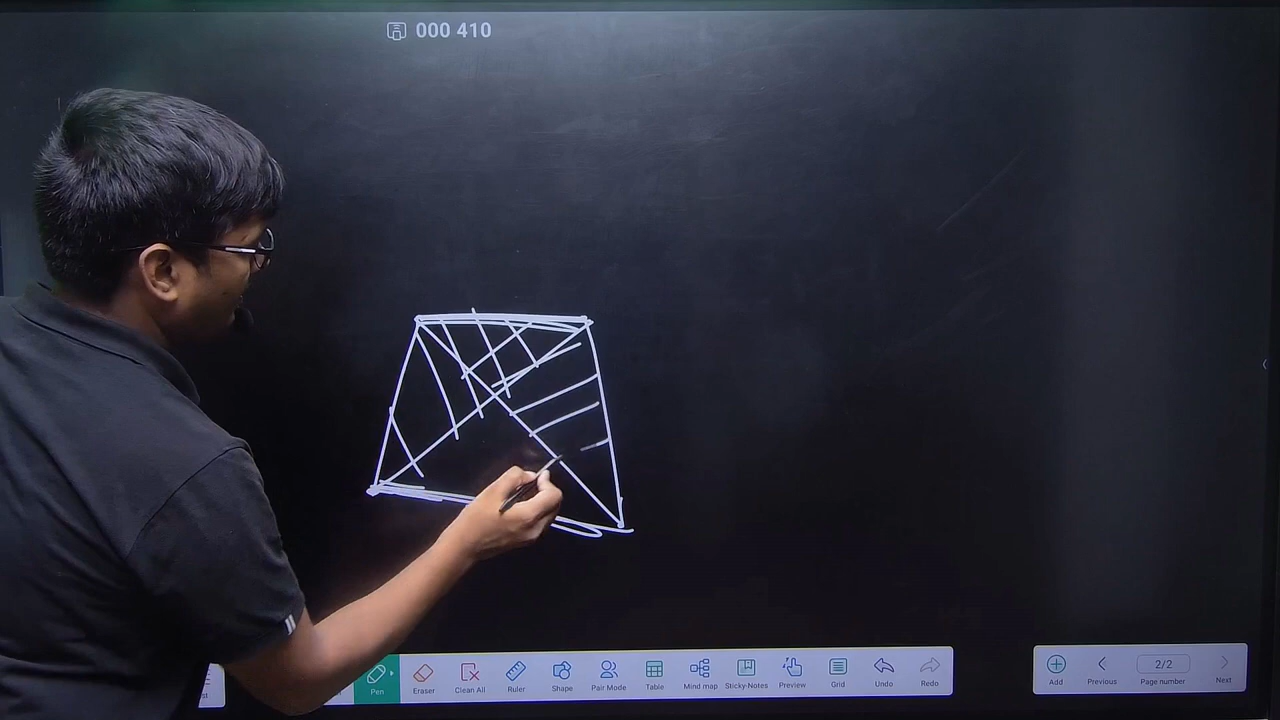 000 410
st
Pen
Eraser
Clean All
Ruler
Shape
Pair Mode
Table
Mind map
Sticky-Notes
Preview
Grid
Undo
Redo
Add
Previous
2/2
Page number
Next